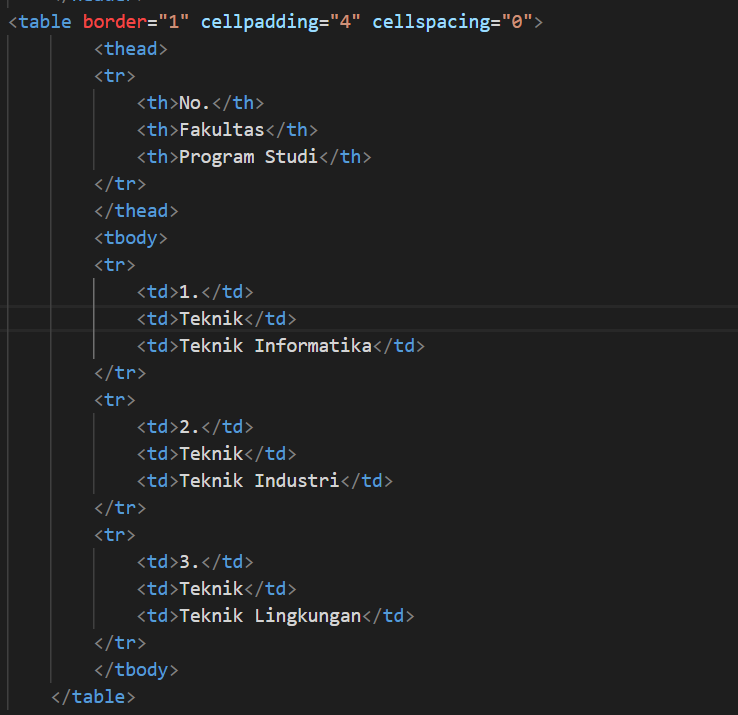 <table border="1" cellpadding="4" cellspacing="0">
<thead>
<tr>
<th>No.</th>
<th>Fakultas</th>
<th>Program Studi</th>
</tr>
</thead>
<tbody>
<tr>
<td>1.</td>
<td>Teknik</td>
<td>Teknik Informatika</td>
</tr>
<tr>
<td>2.</td>
<td>Teknik</td>
<td>Teknik Industri</td>
</tr>
<tr>
<td>3.</td>
<td>Teknik</td>
<td>Teknik Lingkungan</td>
</tr>
</tbody>
</table>